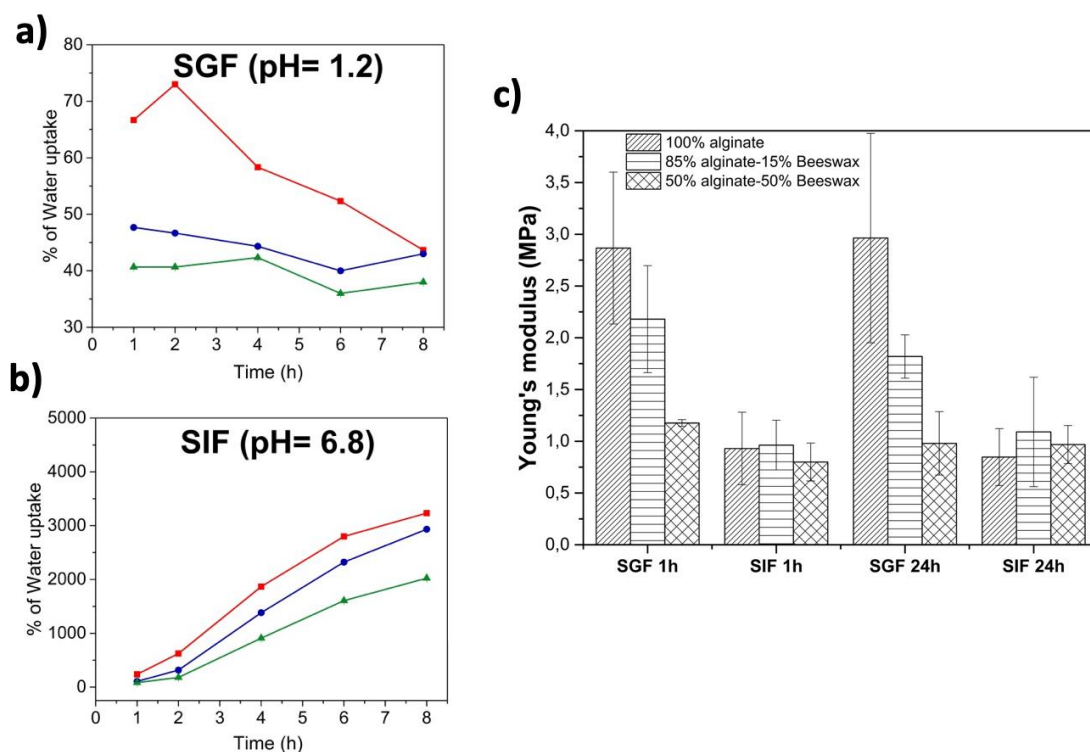 a)
SGF (pH= 1.2)
80
70
60
50
40
30
% of Water uptake
0 1 2 3 4 5 6 7 8
Time (h)
b)
SIF (pH= 6.8)
5000
4000
3000
2000
1000
0
% of Water uptake
0 1 2 3 4 5 6 7 8
Time (h)
c)
4,0
3,5
3,0
2,5
2,0
1,5
1,0
0,5
0,0
Young's modulus (MPa)
100% alginate
85% alginate-15% Beeswax
50% alginate-50% Beeswax
SGF 1h SIF 1h SGF 24h SIF 24h